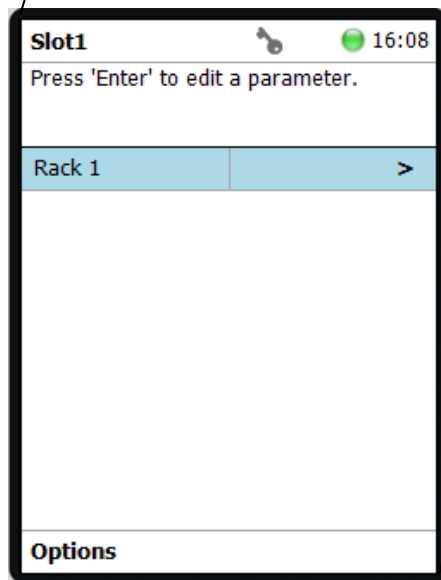 Slot1 16:08
Press 'Enter' to edit a parameter.
Rack 1 >
Options